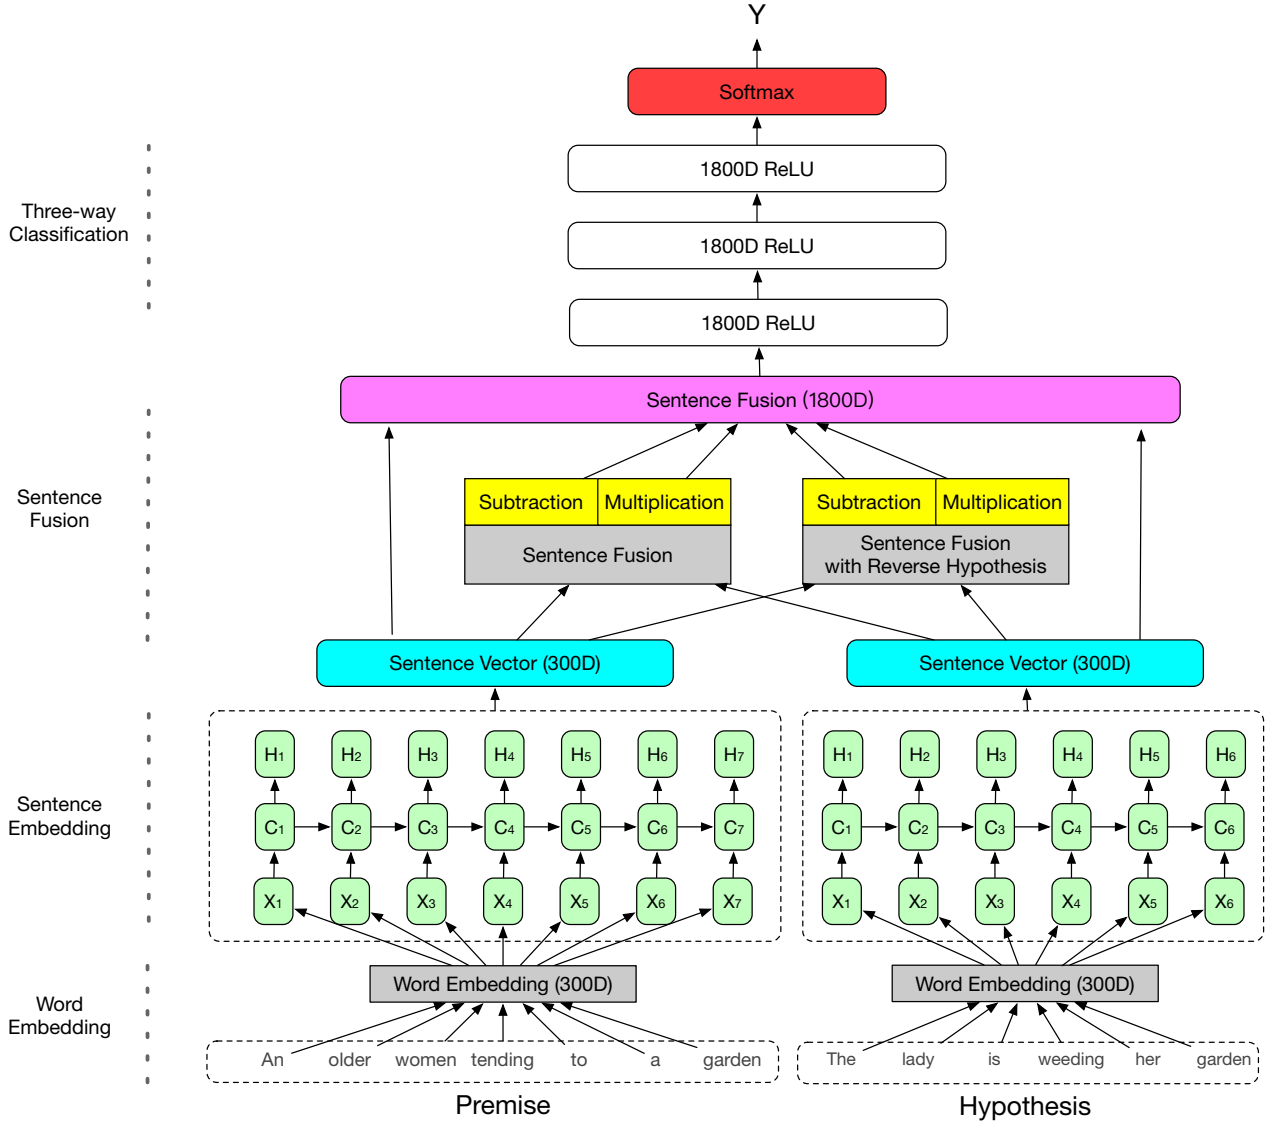 Y
Softmax
1800D ReLU
Three-way
Classification
1800D ReLU
1800D ReLU
Sentence Fusion (1800D)
Sentence
Fusion
Subtraction Multiplication Subtraction Multiplication
Sentence Fusion
Sentence Fusion
with Reverse Hypothesis
Sentence Vector (300D) Sentence Vector (300D)
H1 H2 H3 H4 H5 H6 H7 H1 H2 H3 H4 H5 H6
Sentence
Embedding
C1 C2 C3 C4 C5 C6 C7 C1 C2 C3 C4 C5 C6
X1 X2 X3 X4 X5 X6 X7 X1 X2 X3 X4 X5 X6
Word Embedding (300D) Word Embedding (300D)
Word
Embedding
An older women tending to a garden The lady is weeding her garden
Premise Hypothesis